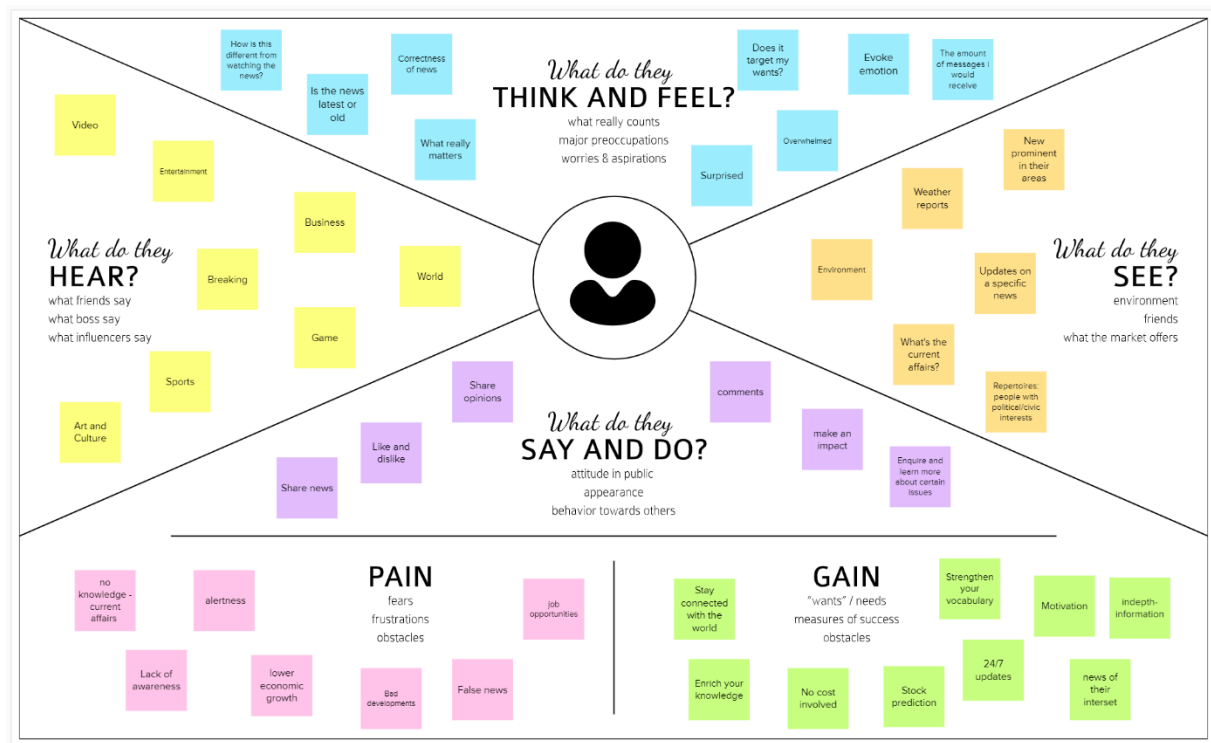 How is this
different from
watching the
news?
Is the news
latest or
old
Correctness
of news
What really
matters
What do they
THINK AND FEEL?
what really counts
major preoccupations
worries & aspirations
Does it
target my
wants?
Evoke
emotion
The amount
of messages i
would
receive
Overwhelmed
Surprised
What do they
HEAR?
what friends say
what boss say
what influencers say
Video
Entertainment
Business
Breaking
World
Game
Sports
Art and
Culture
What do they
SEE?
environment
friends
what the market offers
New
prominent
in their
areas
Weather
reports
Environment
Updates on
a specific
news
What's the
current
affairs?
Repertoires:
people with
political/civic
interests
What do they
SAY AND DO?
attitude in public
appearance
behavior towards others
Share
opinions
Like and
dislike
Share news
comments
make an
impact
Enquire and
learn more
about certain
issues
PAIN
fears
frustrations
obstacles
no
knowledge -
current
affairs
alertness
job
opportunities
Lack of
awareness
lower
economic
growth
Bad
developments
False news
GAIN
"wants" / needs
measures of success
obstacles
Stay
connected
with the
world
Strengthen
your
vocabulary
Motivation
indepth-
information
Enrich your
knowledge
No cost
involved
Stock
prediction
24/7
updates
news of
their
interset